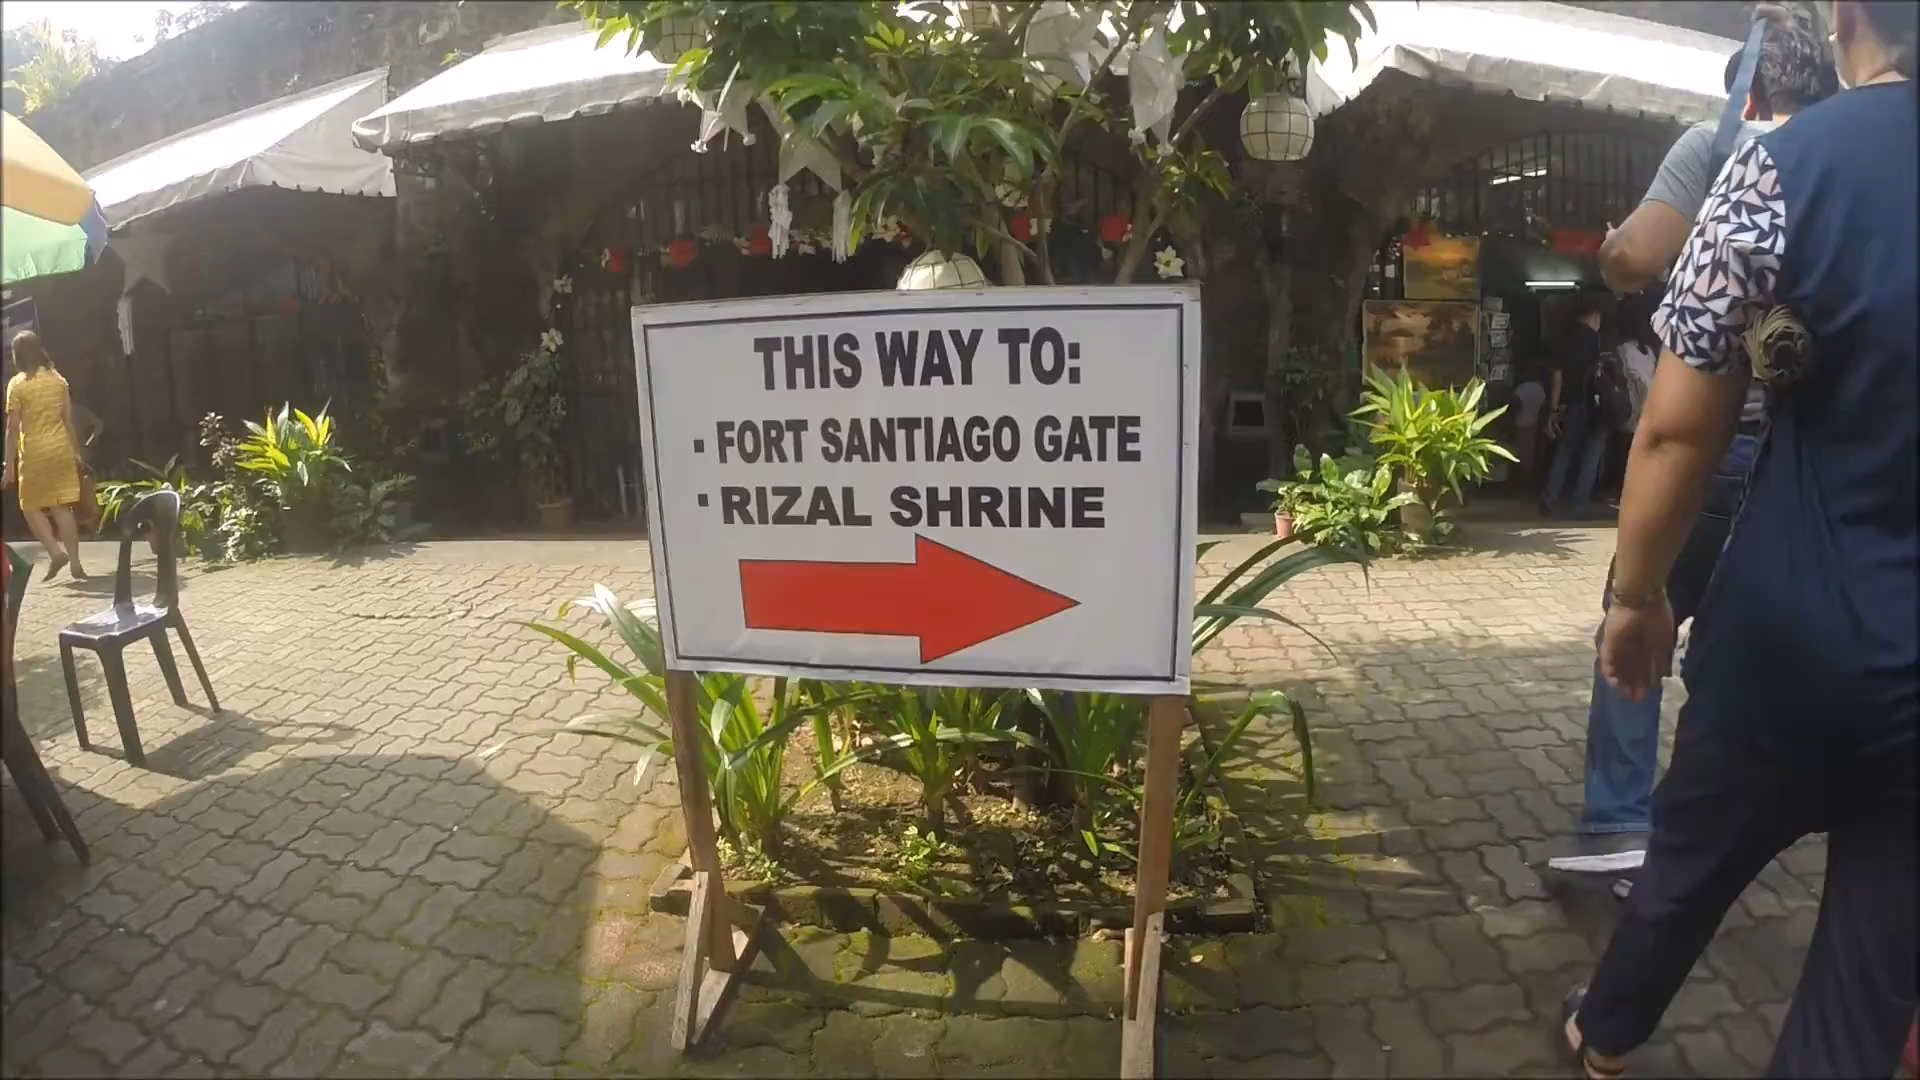 THIS WAY TO:
▪ FORT SANTIAGO GATE
▪ RIZAL SHRINE